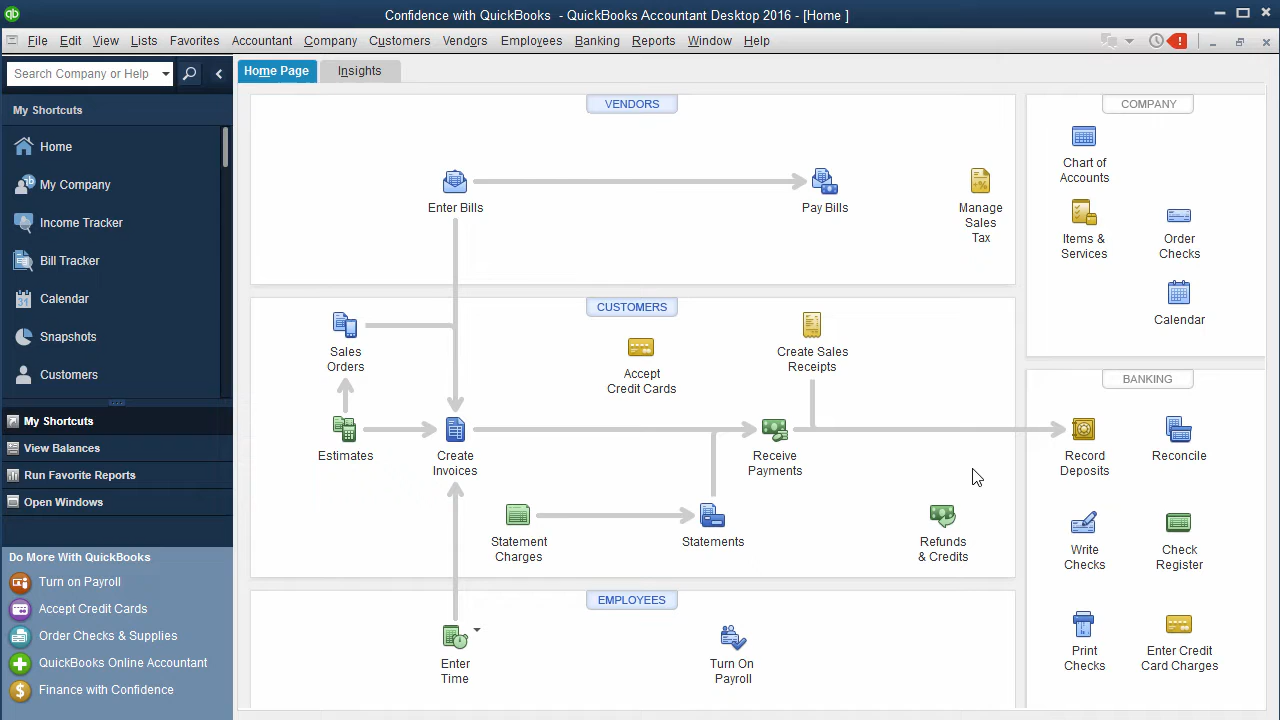 qb
Confidence with QuickBooks - QuickBooks Accountant Desktop 2016 - [Home ]
File Edit View Lists Favorites Accountant Company Customers Vendors Employees Banking Reports Window Help
Search Company or Help
Home Page
Insights
My Shortcuts
Home
My Company
Income Tracker
Bill Tracker
31
Calendar
Snapshots
Customers
My Shortcuts
View Balances
Run Favorite Reports
Open Windows
Do More With QuickBooks
Turn on Payroll
Accept Credit Cards
Order Checks & Supplies
QuickBooks Online Accountant
$
Finance with Confidence
VENDORS
Enter Bills
Pay Bills
Manage
Sales
Tax
CUSTOMERS
Sales
Orders
Accept
Credit Cards
Create Sales
Receipts
Estimates
Create
Invoices
Receive
Payments
Statement
Charges
Statements
Refunds
& Credits
EMPLOYEES
Enter
Time
Turn On
Payroll
COMPANY
Chart of
Accounts
Items &
Services
Order
Checks
Calendar
BANKING
Record
Deposits
Reconcile
Write
Checks
Check
Register
Print
Checks
Enter Credit
Card Charges